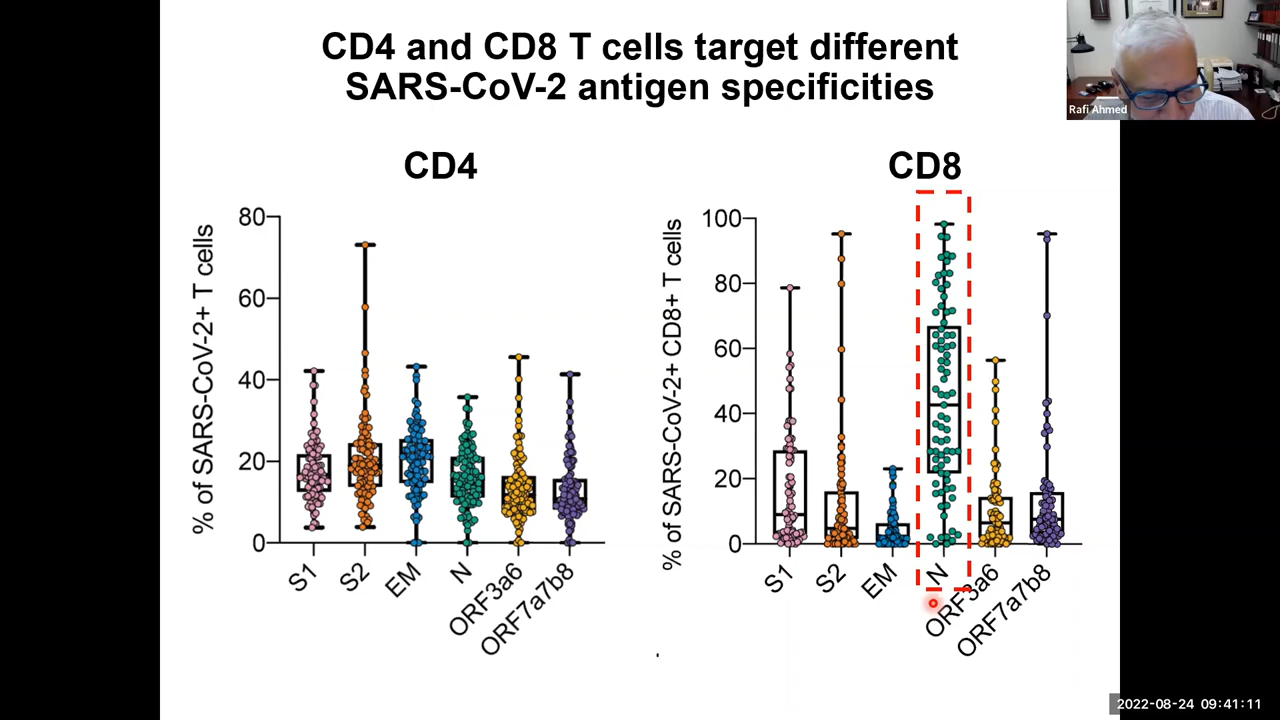 CD4 and CD8 T cells target different
SARS-CoV-2 antigen specificities
Rafi Ahmed
CD4
% of SARS-CoV-2+ T cells
80
60
40
20
0
S1
S2
EM
N
ORF3a6
ORF7a7b8
CD8
% of SARS-CoV-2+ CD8+ T cells
100
80
60
40
20
0
S1
S2
EM
N
ORF3a6
ORF7a7b8
2022-08-24 09:41:11